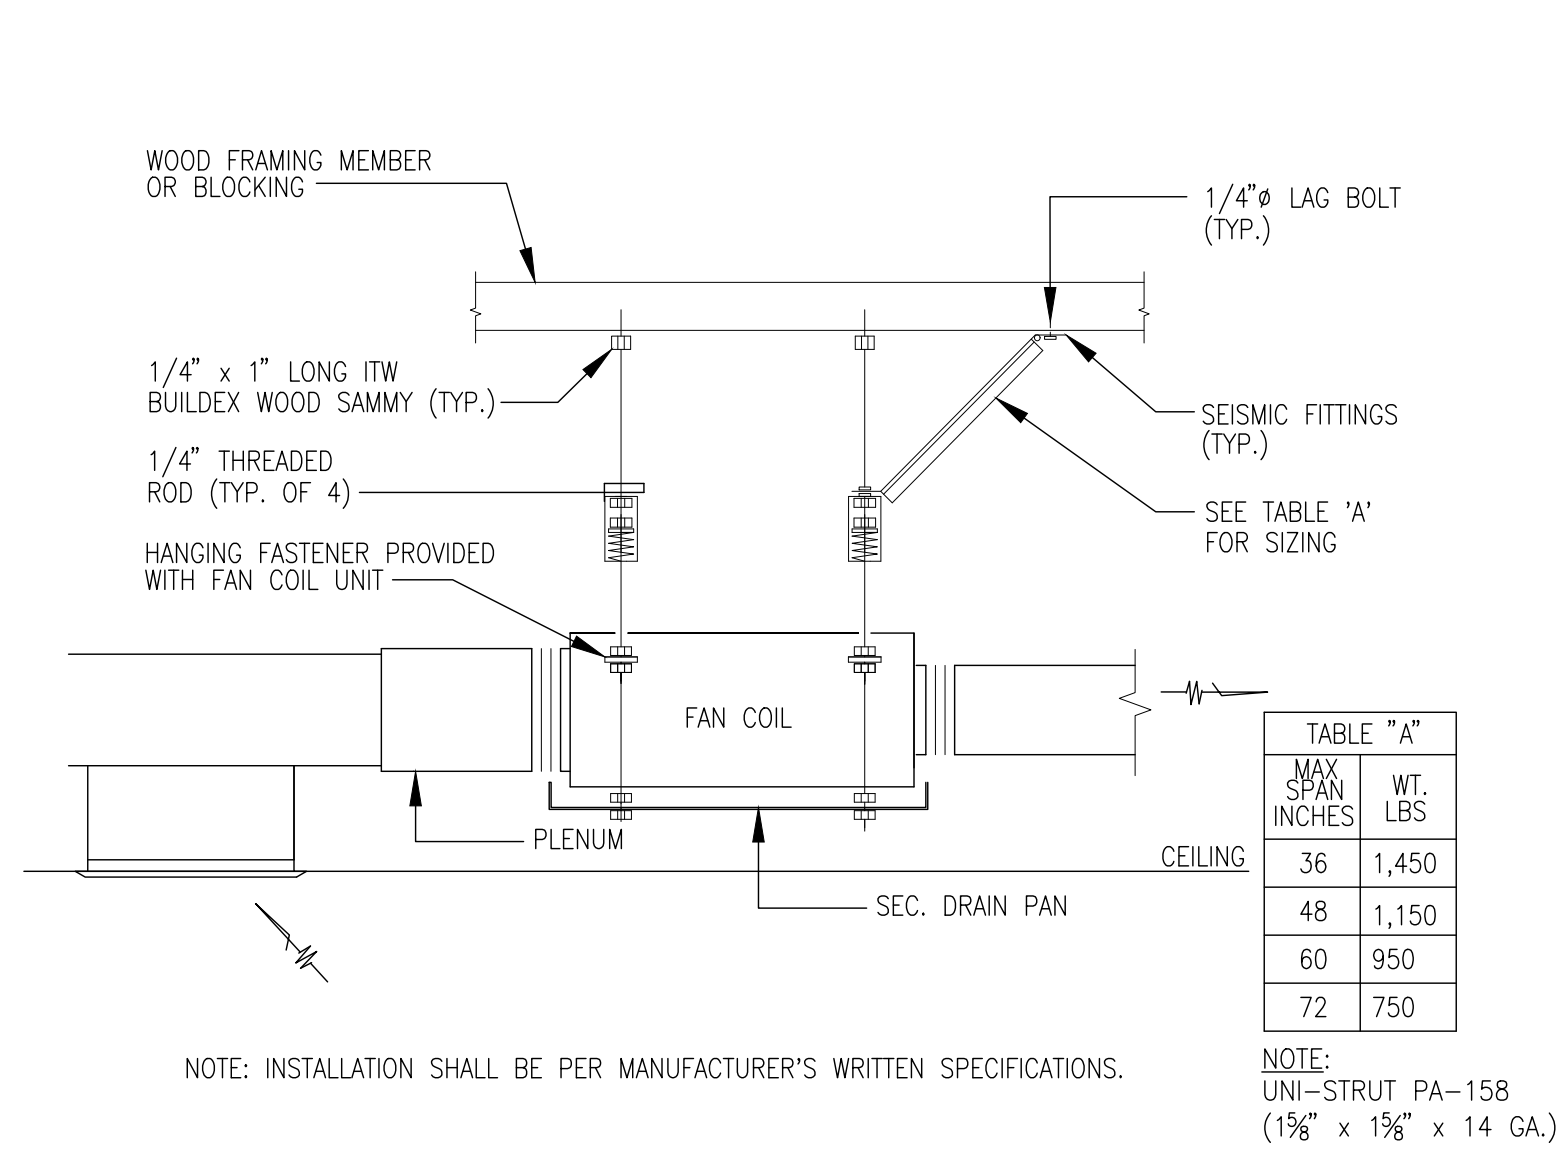 WOOD FRAMING MEMBER
OR BLOCKING
1/4"ø LAG BOLT
(TYP.)
1/4" x 1" LONG ITW
BUILDEX WOOD SAMMY (TYP.)
SEISMIC FITTINGS
(TYP.)
1/4" THREADED
ROD (TYP. OF 4)
SEE TABLE 'A'
FOR SIZING
HANGING FASTENER PROVIDED
WITH FAN COIL UNIT
FAN COIL
PLENUM
CEILING
SEC. DRAIN PAN
TABLE "A"
MAX
SPAN
INCHES
WT.
LBS
36 1,450
48 1,150
60 950
72 750
NOTE: INSTALLATION SHALL BE PER MANUFACTURER'S WRITTEN SPECIFICATIONS.
NOTE:
UNI-STRUT PA-158
(1⅝" x 1⅝" x 14 GA.)